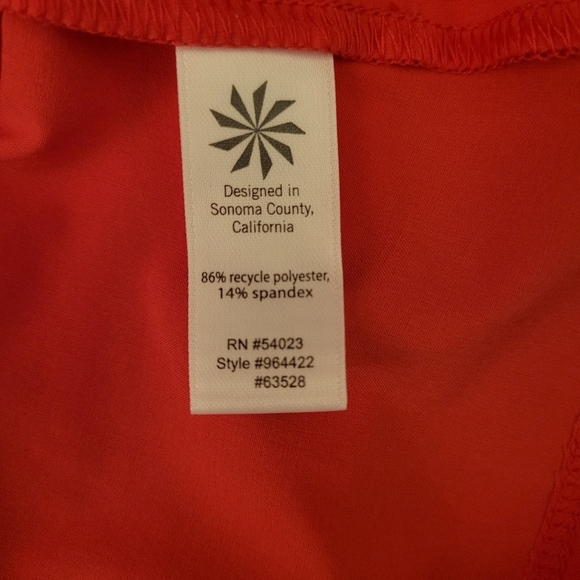 Designed in
Sonoma County,
California
86% recycle polyester,
14% spandex
RN #54023
Style #964422
#63528